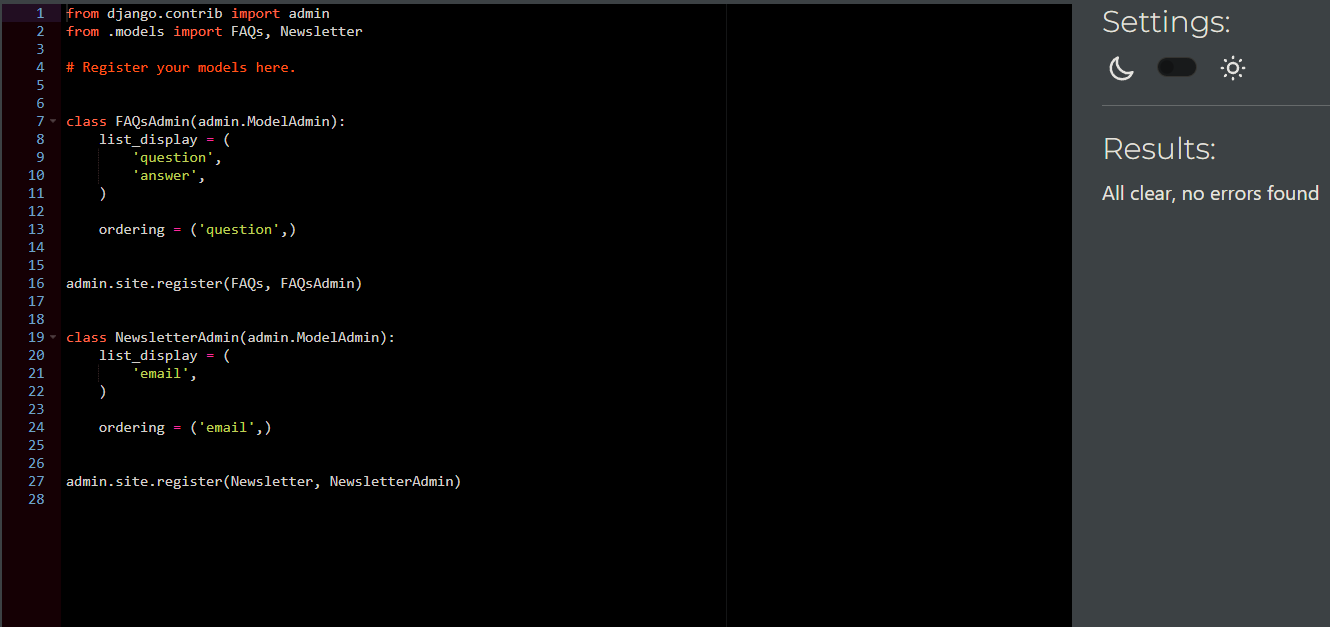 1 from django.contrib import admin
2 from .models import FAQs, Newsletter
3
4 # Register your models here.
5
6
7 class FAQsAdmin(admin.ModelAdmin):
8     list_display = (
9         'question',
10         'answer',
11     )
12
13     ordering = ('question',)
14
15
16 admin.site.register(FAQs, FAQsAdmin)
17
18
19 class NewsletterAdmin(admin.ModelAdmin):
20     list_display = (
21         'email',
22     )
23
24     ordering = ('email',)
25
26
27 admin.site.register(Newsletter, NewsletterAdmin)
28
Settings:
Results:
All clear, no errors found